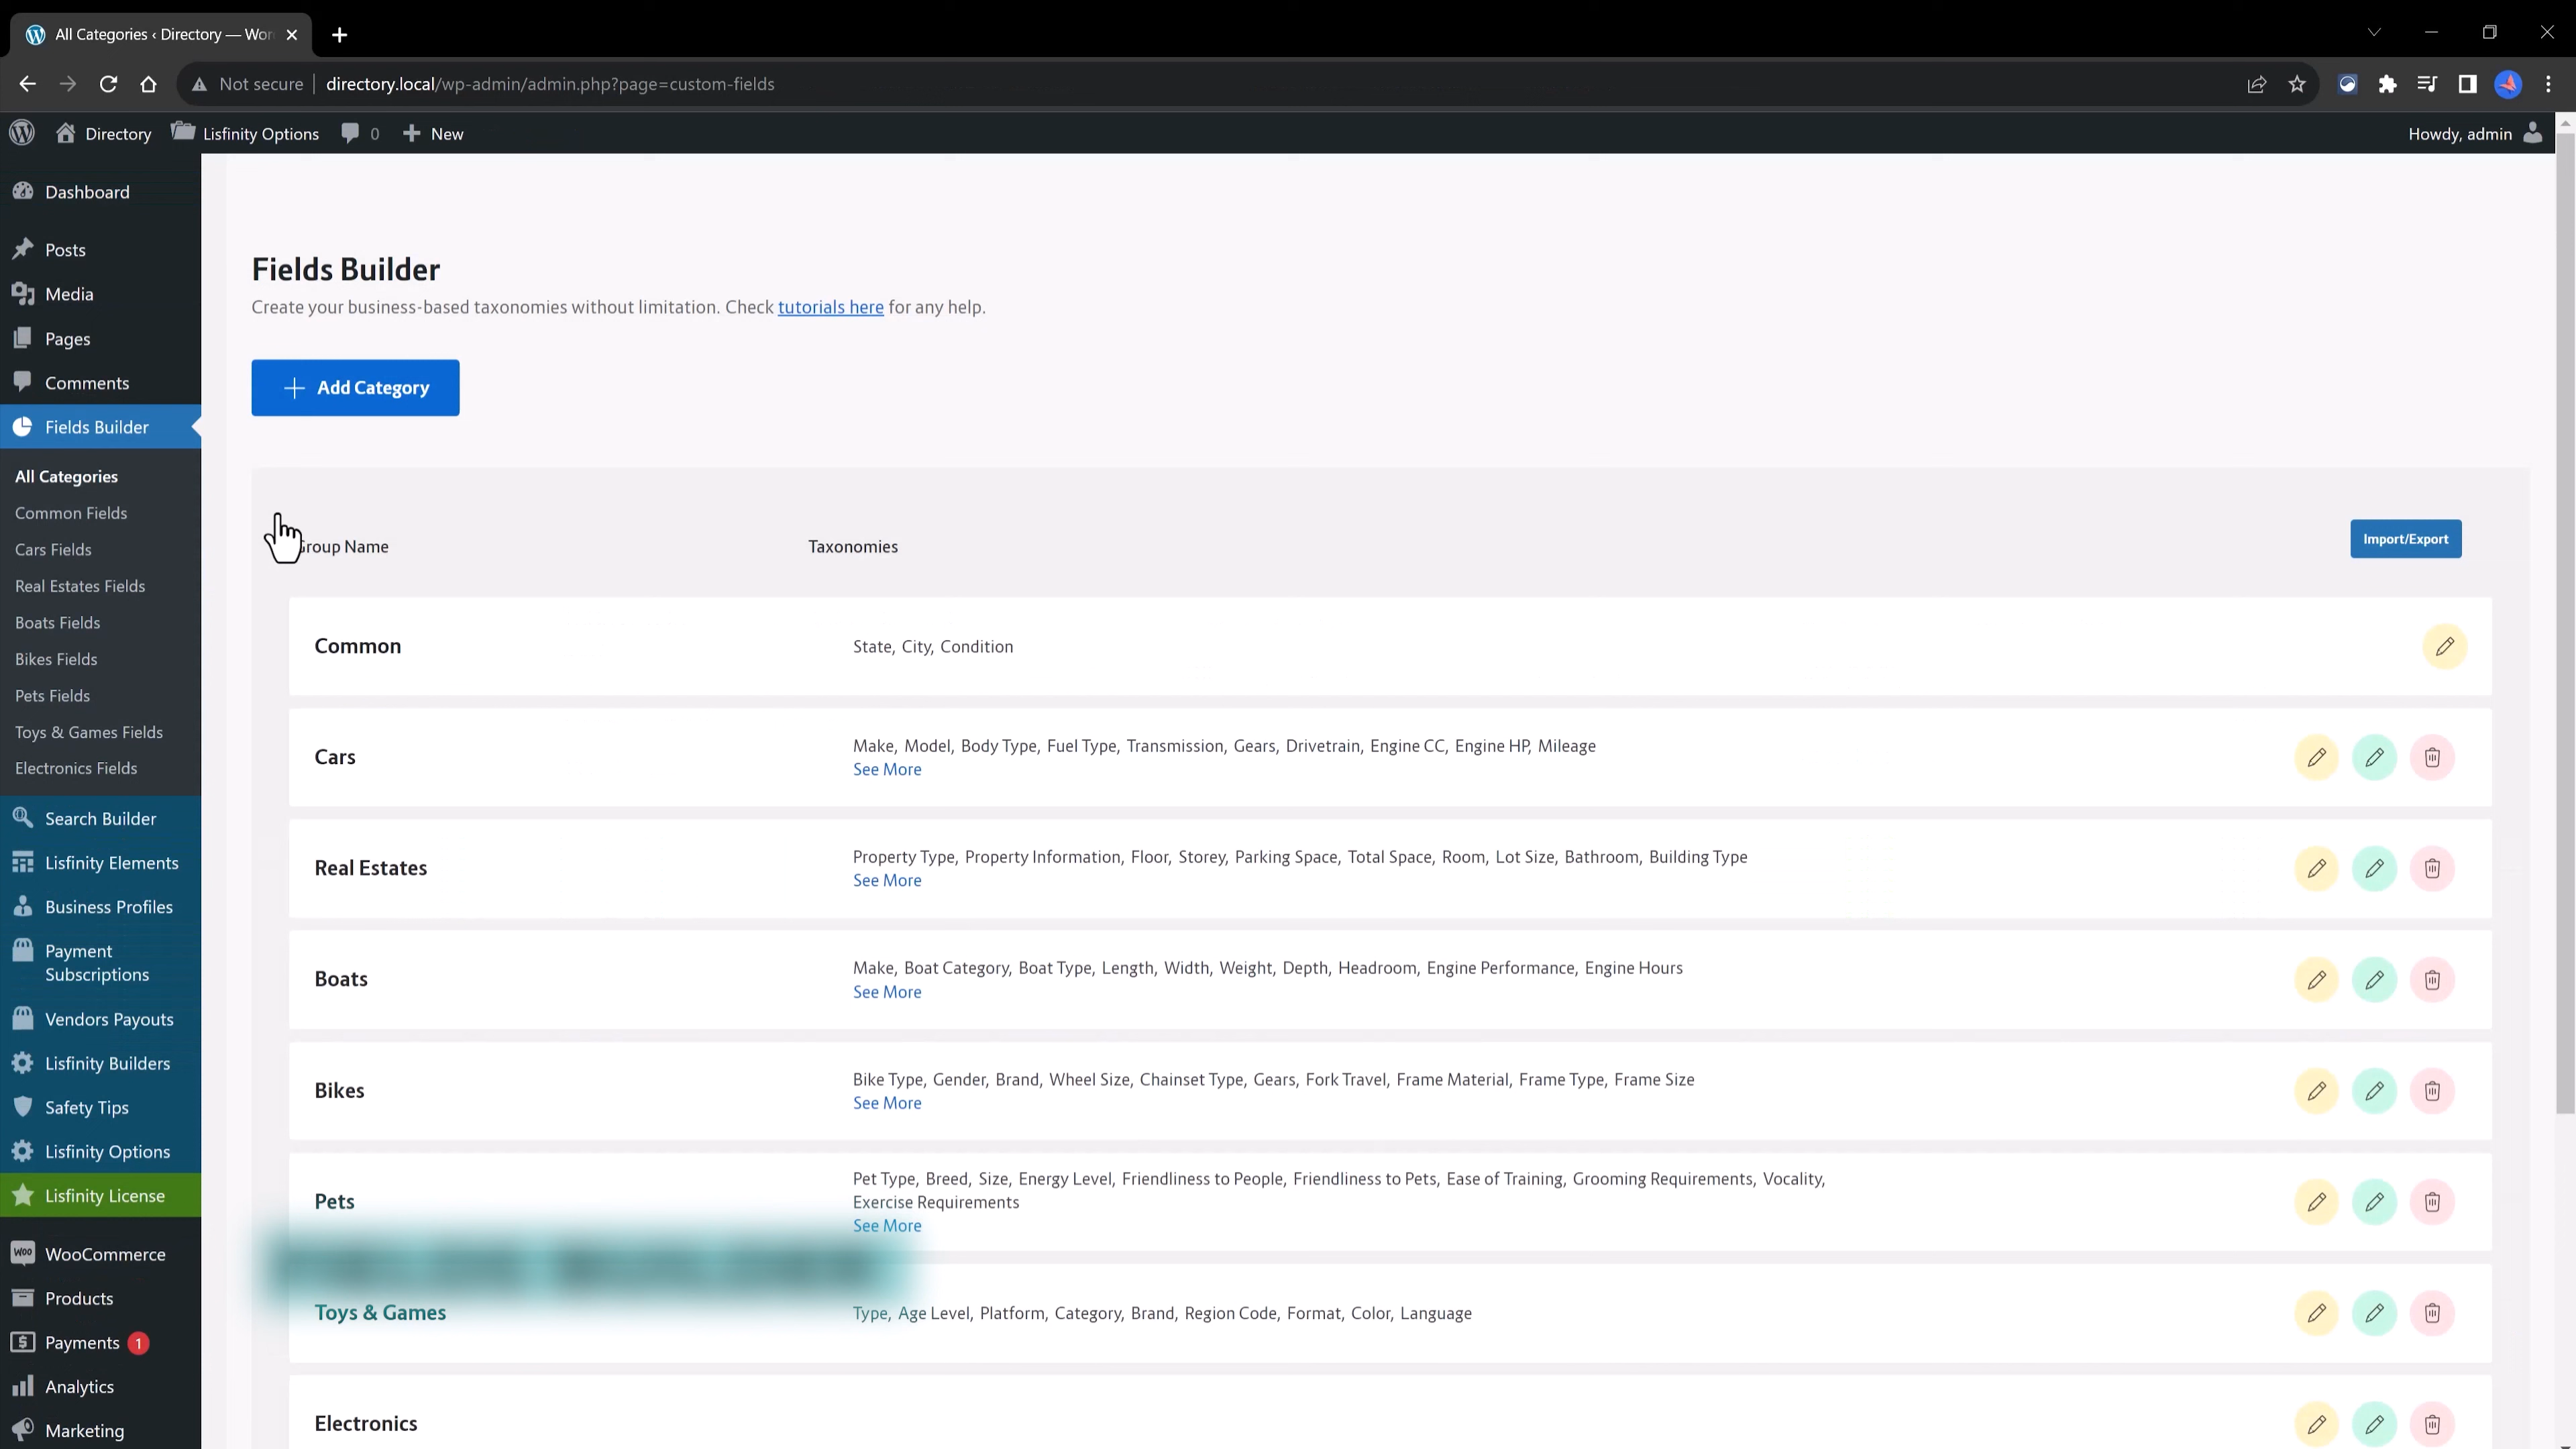 All Categories ‹ Directory — Wor
Not secure
directory.local/wp-admin/admin.php?page=custom-fields
Directory
Lisfinity Options
0
New
Howdy, admin
Dashboard
Posts
Media
Pages
Comments
Fields Builder
All Categories
Common Fields
Cars Fields
Real Estates Fields
Boats Fields
Bikes Fields
Pets Fields
Toys & Games Fields
Electronics Fields
Search Builder
Lisfinity Elements
Business Profiles
Payment
Subscriptions
Vendors Payouts
Lisfinity Builders
Safety Tips
Lisfinity Options
Lisfinity License
WooCommerce
Products
Payments 1
Analytics
Marketing
Fields Builder
Create your business-based taxonomies without limitation. Check tutorials here for any help.
Add Category
Group Name
Taxonomies
Import/Export
Common
State, City, Condition
Cars
Make, Model, Body Type, Fuel Type, Transmission, Gears, Drivetrain, Engine CC, Engine HP, Mileage
See More
Real Estates
Property Type, Property Information, Floor, Storey, Parking Space, Total Space, Room, Lot Size, Bathroom, Building Type
See More
Boats
Make, Boat Category, Boat Type, Length, Width, Weight, Depth, Headroom, Engine Performance, Engine Hours
See More
Bikes
Bike Type, Gender, Brand, Wheel Size, Chainset Type, Gears, Fork Travel, Frame Material, Frame Type, Frame Size
See More
Pets
Pet Type, Breed, Size, Energy Level, Friendliness to People, Friendliness to Pets, Ease of Training, Grooming Requirements, Vocality,
Exercise Requirements
See More
Toys & Games
Type, Age Level, Platform, Category, Brand, Region Code, Format, Color, Language
Electronics